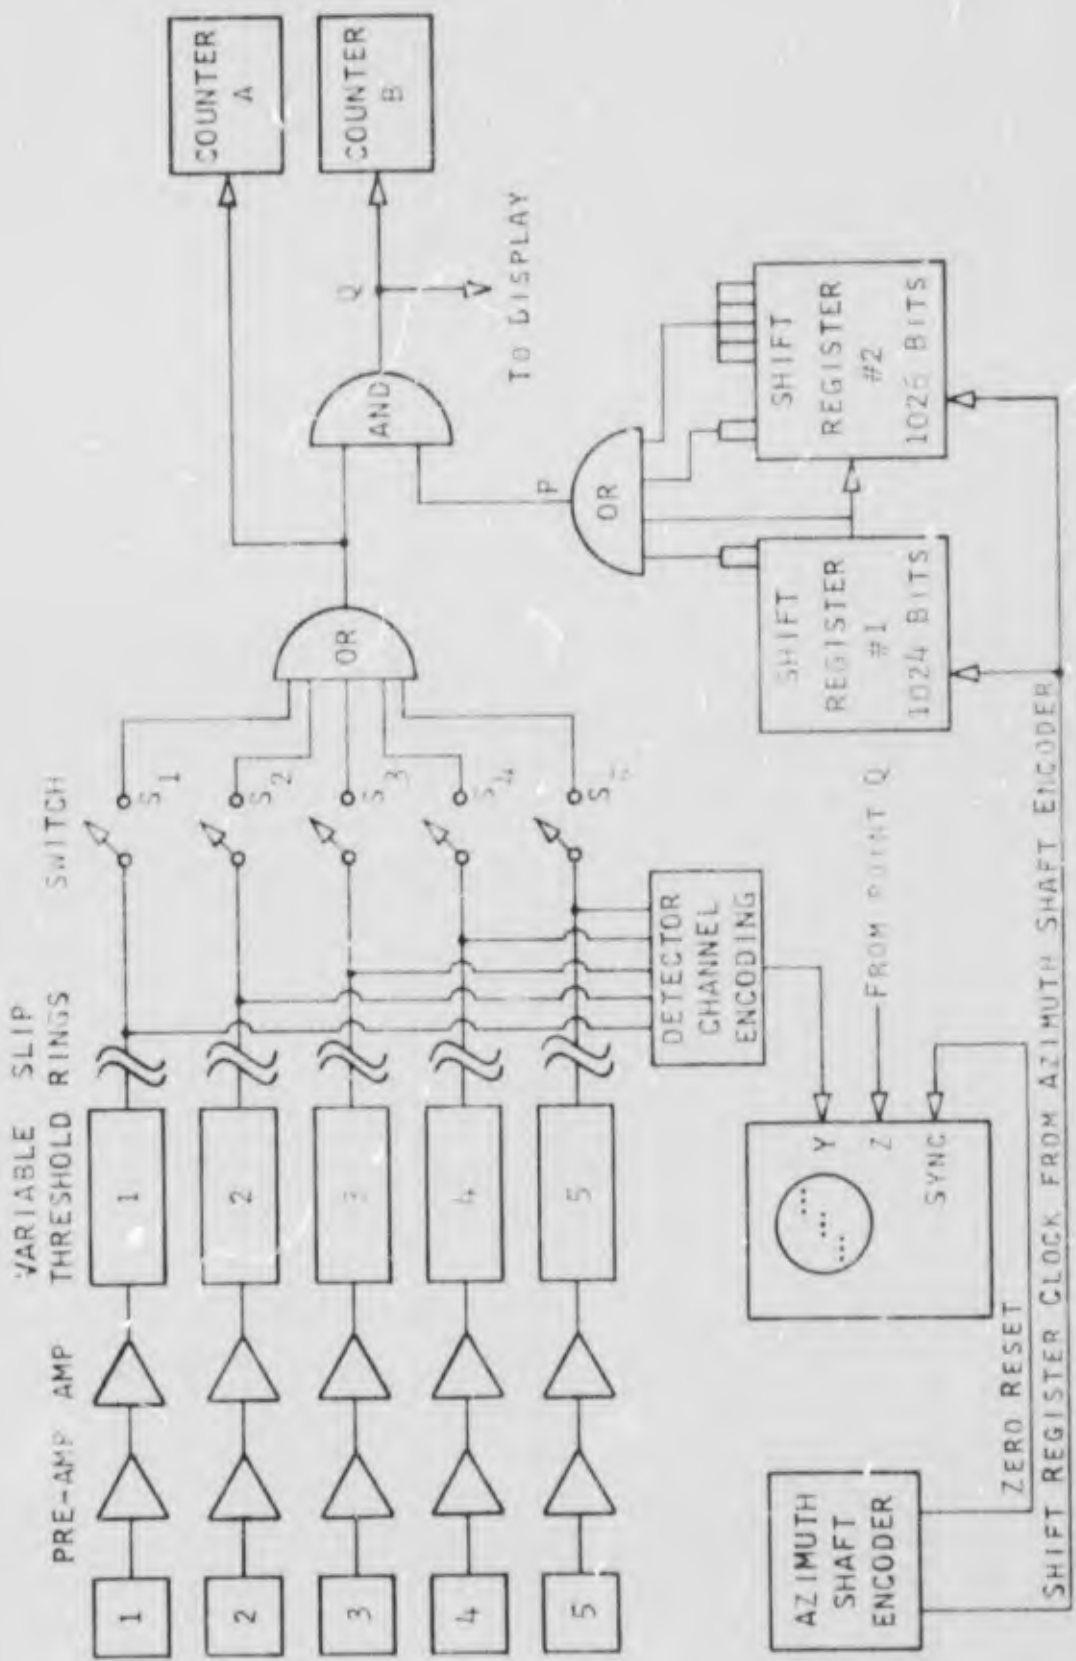 VARIABLE SLIP
PRE-AMP AMP THRESHOLD RINGS SWITCH
1
2
3
4
5
1
2
3
4
5
S1
S2
S3
S4
OR
AND
Q
TO DISPLAY
COUNTER
A
COUNTER
B
DETECTOR
CHANNEL
ENCODING
P
OR
SHIFT
REGISTER
#1
1024 BITS
SHIFT
REGISTER
#2
1026 BITS
Y
Z
SYNC
FROM POINT Q
AZIMUTH
SHAFT
ENCODER
ZERO RESET
SHIFT REGISTER CLOCK FROM AZIMUTH SHAFT ENCODER